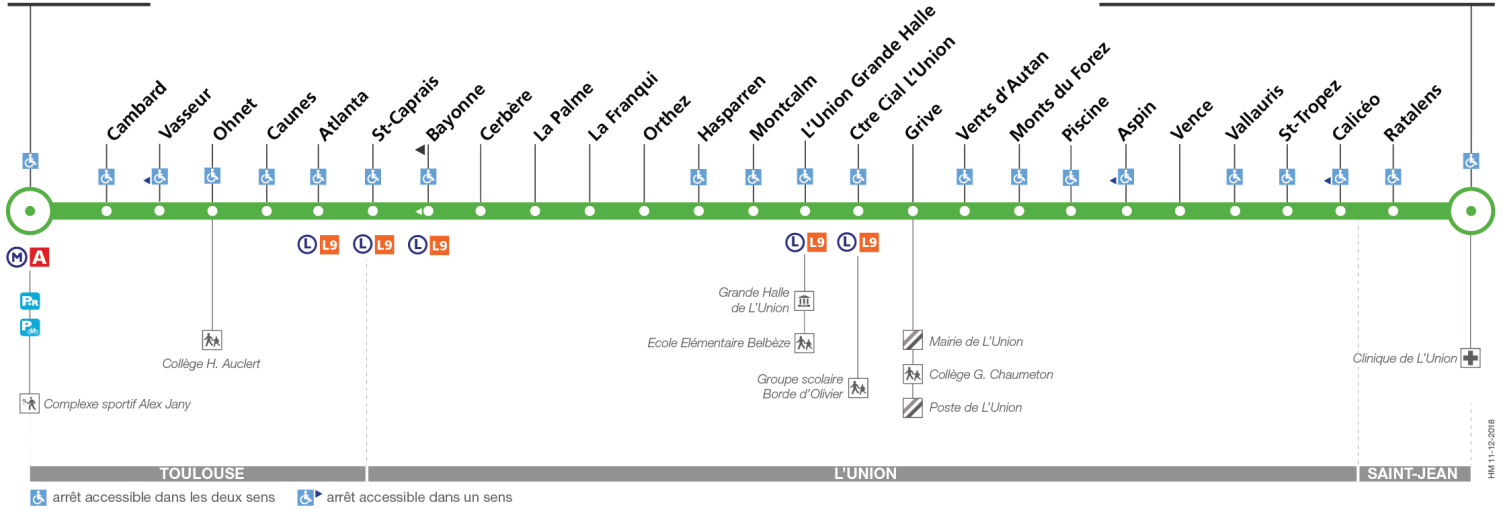 Cambard
Vasseur
Ohnet
Caunes
Atlanta
St-Caprais
Bayonne
Cerbère
La Palme
La Franqui
Orthez
Hasparren
Montcalm
L'Union Grande Halle
Ctre Cial L'Union
Grive
Vents d'Autan
Monts du Forez
Piscine
Aspin
Vence
Vallauris
St-Tropez
Calicéo
Ratalens
M A
L L9
L L9
L L9
L L9
L L9
P+R
P
Grande Halle
de L'Union
Ecole Elémentaire Belbèze
Groupe scolaire
Borde d'Olivier
Collège H. Auclert
Complexe sportif Alex Jany
Mairie de L'Union
Collège G. Chaumeton
Poste de L'Union
Clinique de L'Union
HM 11-12-2018
TOULOUSE
L'UNION
SAINT-JEAN
arrêt accessible dans les deux sens
arrêt accessible dans un sens